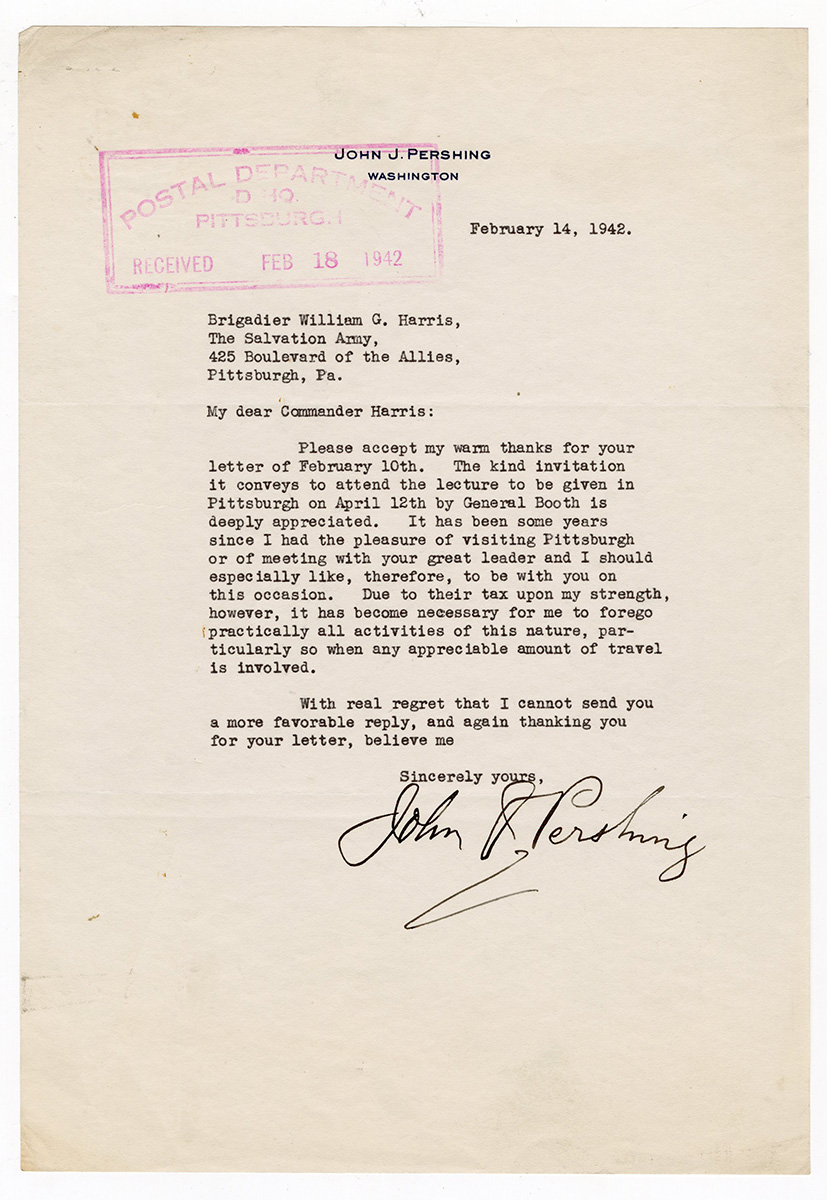 JOHN J. PERSHING
WASHINGTON
POSTAL DEPARTMENT
D HQ.
PITTSBURGH
RECEIVED FEB 18 1942
February 14, 1942.
Brigadier William G. Harris,
The Salvation Army,
425 Boulevard of the Allies,
Pittsburgh, Pa.
My dear Commander Harris:
Please accept my warm thanks for your
letter of February 10th. The kind invitation
it conveys to attend the lecture to be given in
Pittsburgh on April 12th by General Booth is
deeply appreciated. It has been some years
since I had the pleasure of visiting Pittsburgh
or of meeting with your great leader and I should
especially like, therefore, to be with you on
this occasion. Due to their tax upon my strength,
however, it has become necessary for me to forego
practically all activities of this nature, par-
ticularly so when any appreciable amount of travel
is involved.
With real regret that I cannot send you
a more favorable reply, and again thanking you
for your letter, believe me
Sincerely yours,
John J. Pershing